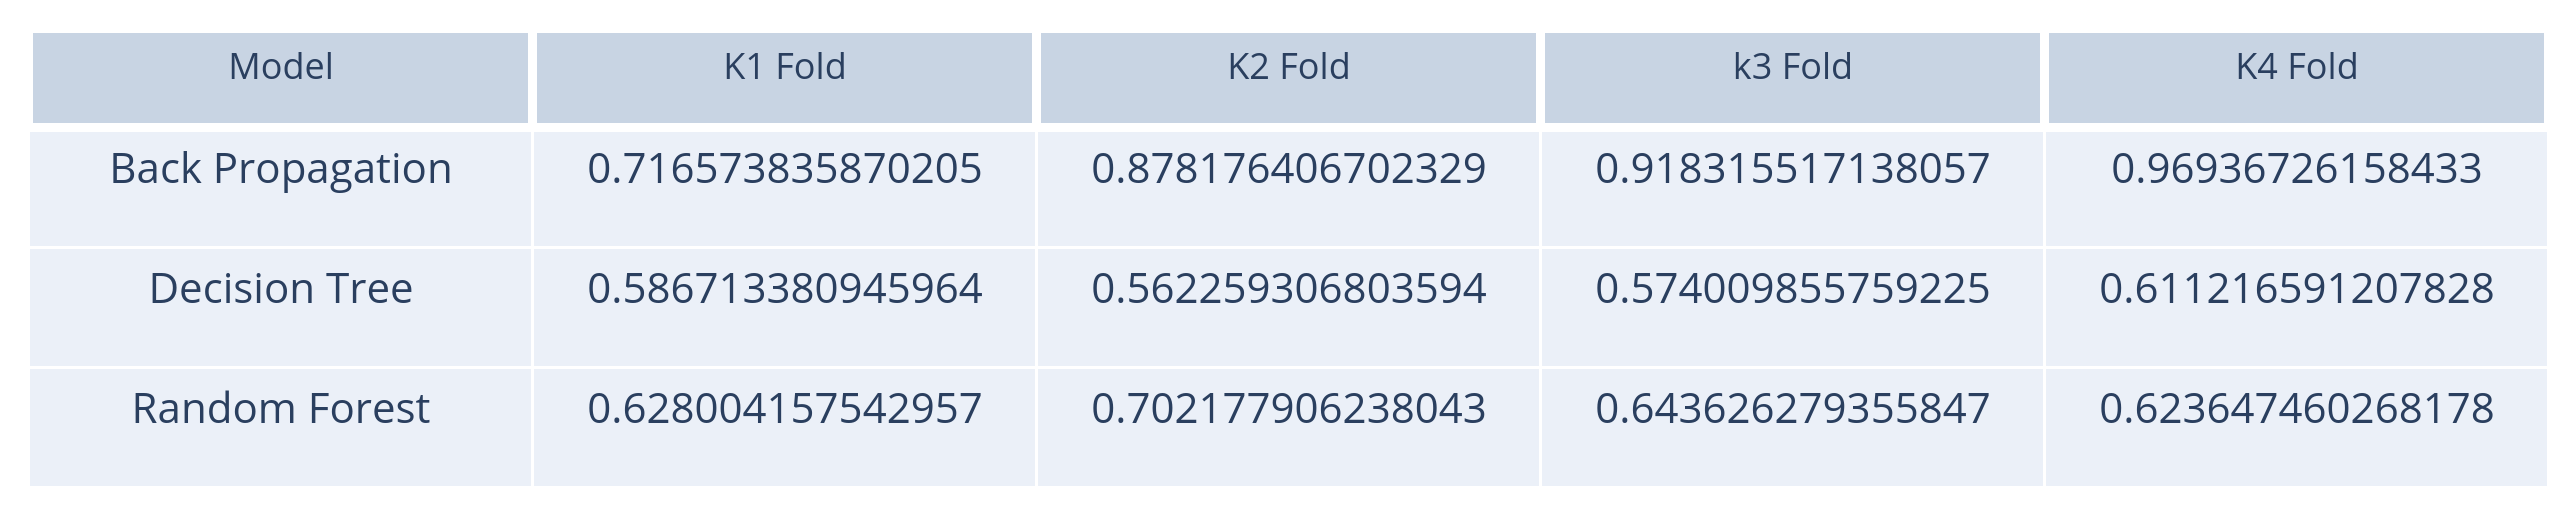 Model K1 Fold K2 Fold k3 Fold K4 Fold
Back Propagation 0.716573835870205 0.878176406702329 0.918315517138057 0.96936726158433
Decision Tree 0.586713380945964 0.562259306803594 0.574009855759225 0.611216591207828
Random Forest 0.628004157542957 0.702177906238043 0.643626279355847 0.623647460268178